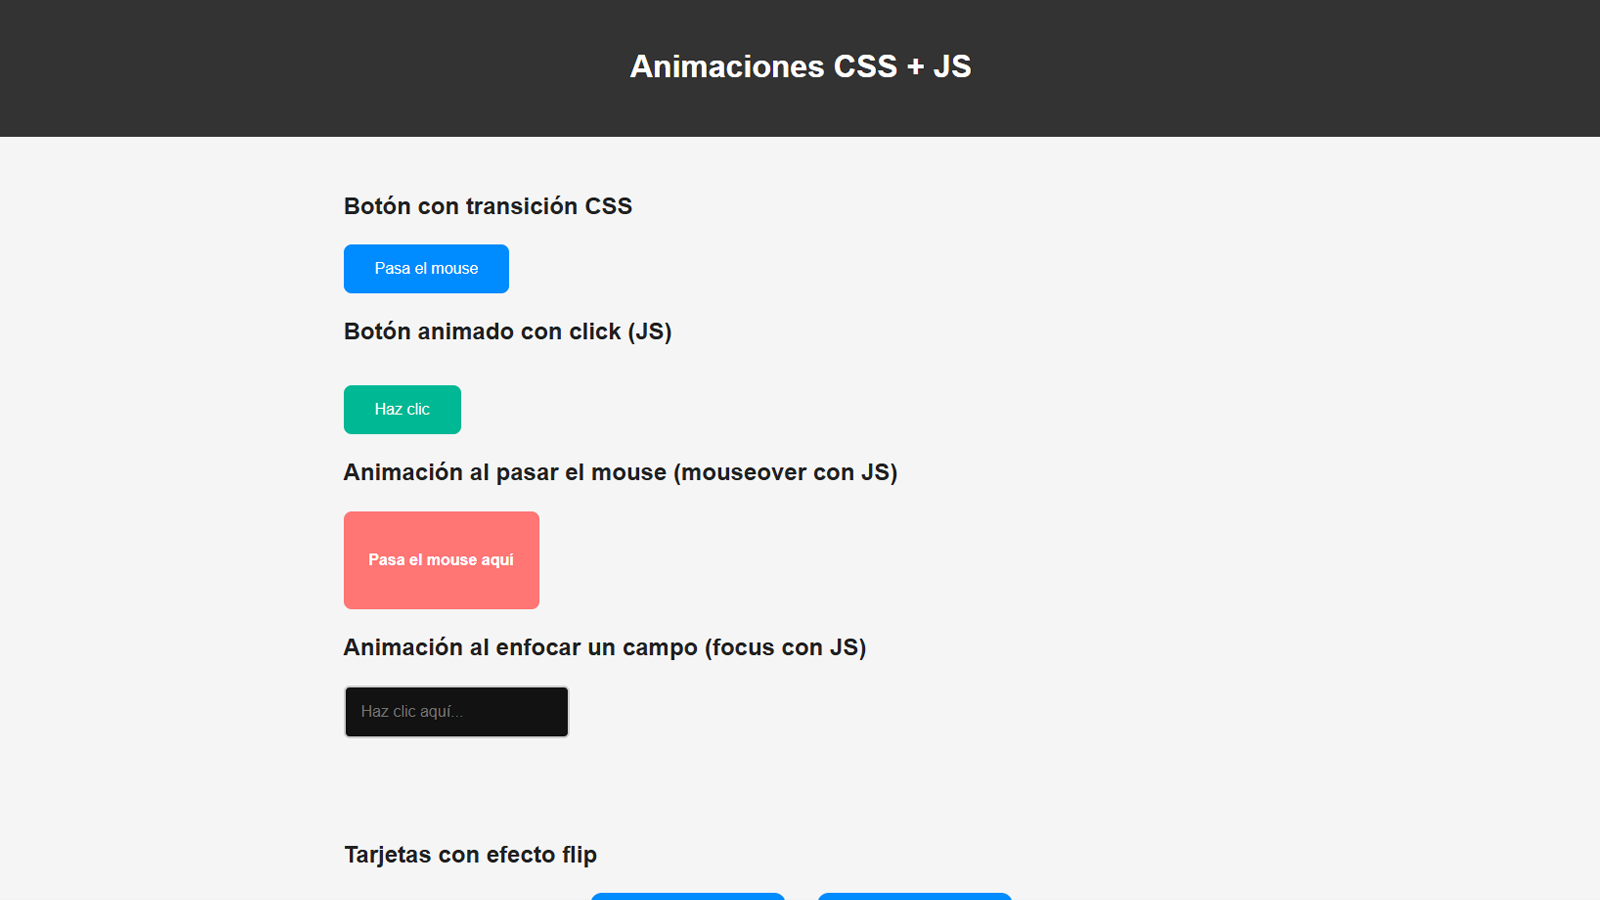 Animaciones CSS + JS
Botón con transición CSS
Pasa el mouse
Botón animado con click (JS)
Haz clic
Animación al pasar el mouse (mouseover con JS)
Pasa el mouse aquí
Animación al enfocar un campo (focus con JS)
Haz clic aquí...
Tarjetas con efecto flip